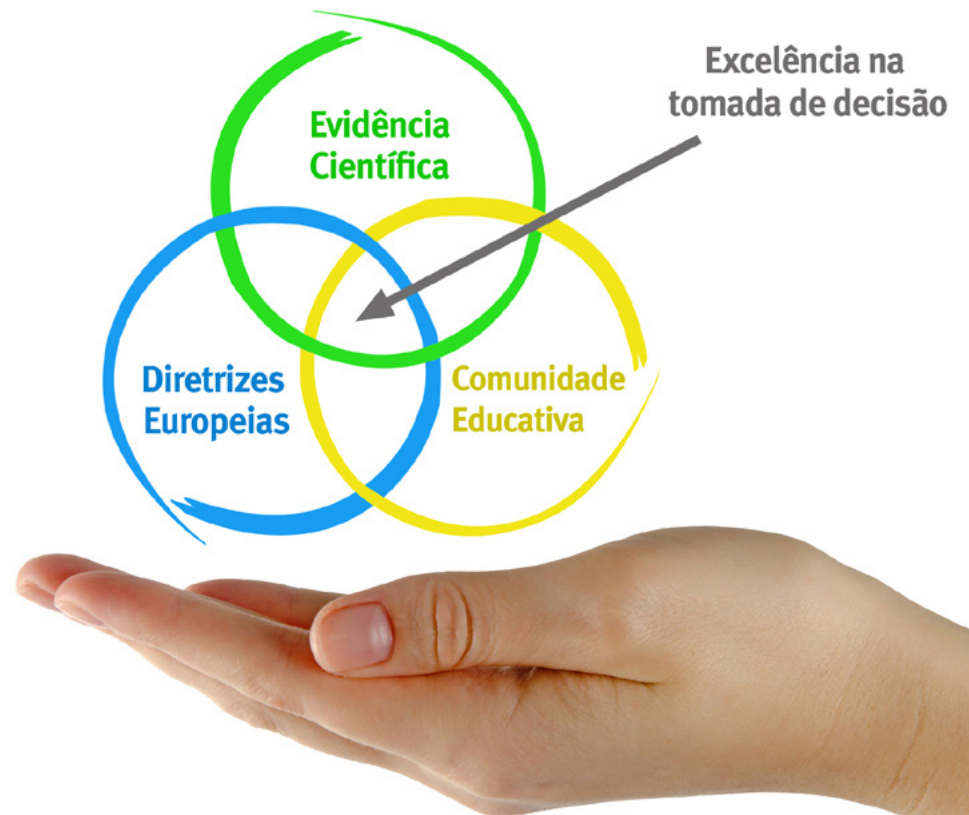 Excelência na
tomada de decisão
Evidência
Científica
Diretrizes
Europeias
Comunidade
Educativa